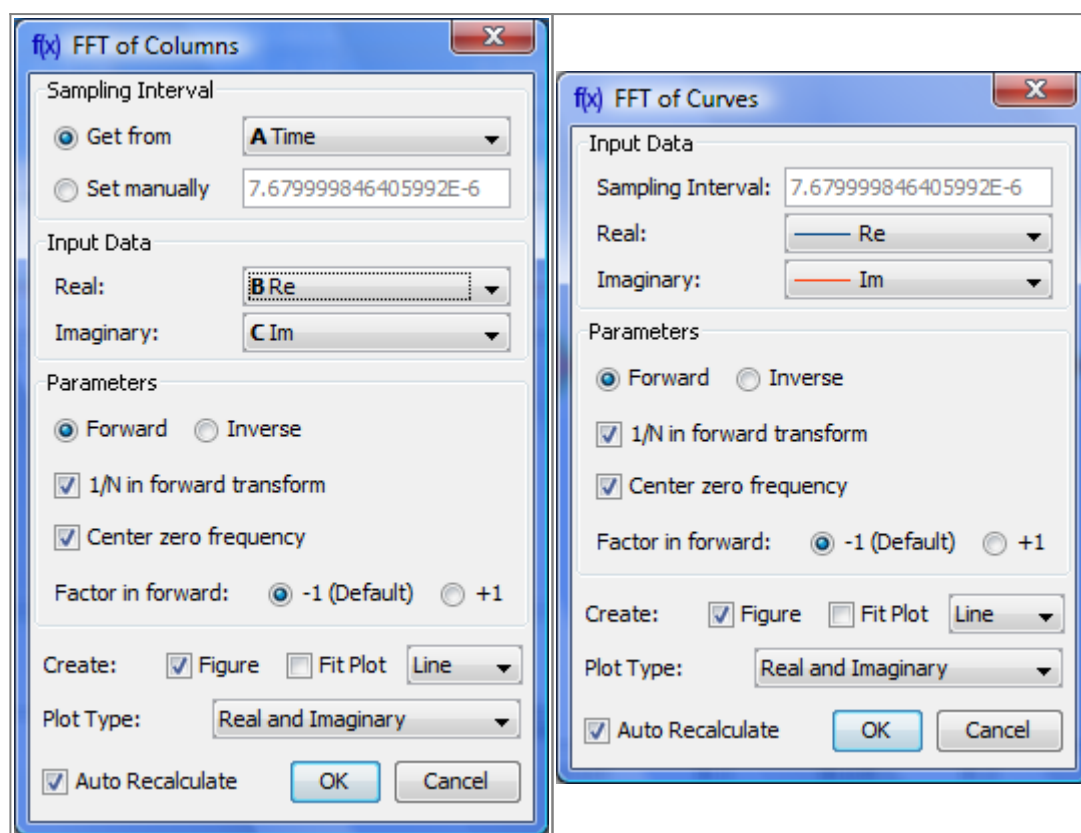 f(x) FFT of Columns
Sampling Interval
Get from A Time
Set manually 7.679999846405992E-6
Input Data
Real: B Re
Imaginary: C Im
Parameters
Forward Inverse
1/N in forward transform
Center zero frequency
Factor in forward: -1 (Default) +1
Create: Figure Fit Plot Line
Plot Type: Real and Imaginary
Auto Recalculate OK Cancel
f(x) FFT of Curves
Input Data
Sampling Interval: 7.679999846405992E-6
Real: Re
Imaginary: Im
Parameters
Forward Inverse
1/N in forward transform
Center zero frequency
Factor in forward: -1 (Default) +1
Create: Figure Fit Plot Line
Plot Type: Real and Imaginary
Auto Recalculate OK Cancel